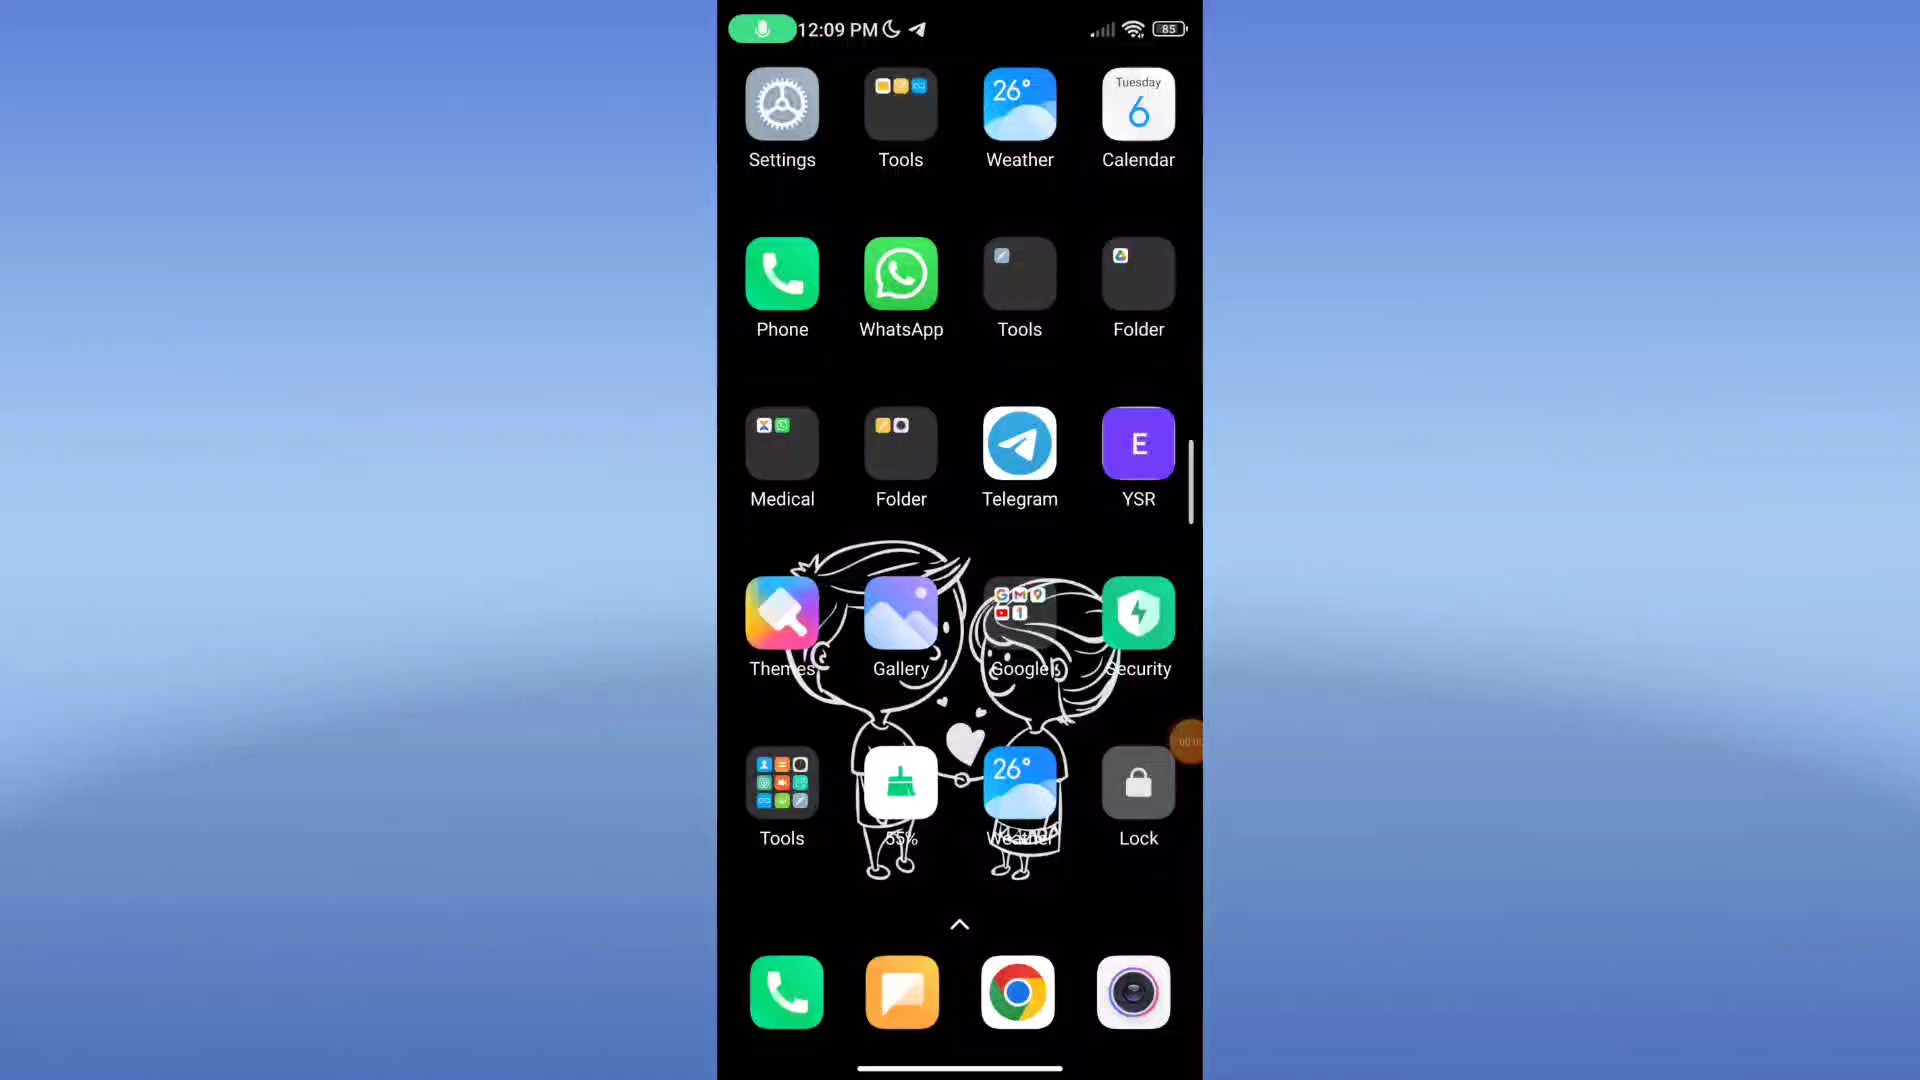 12:09 PM 85
26° Tuesday 6
Settings Tools Weather Calendar
Phone WhatsApp Tools Folder
E
Medical Folder Telegram YSR
Themes Gallery Google Security
26°
Tools 55% Weather Lock